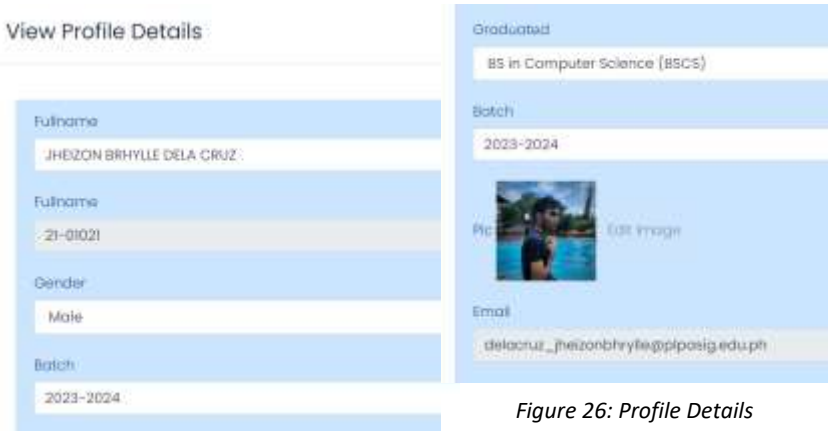 View Profile Details
Fullname
JHEIZON BRHYLLE DELA CRUZ
Fullname
21-01021
Gender
Male
Batch
2023-2024
Graduated
BS in Computer Science (BSCS)
Batch
2023-2024
Pic
Edit Image
Email
delacruz_jheizonbhrylle@plpasig.edu.ph
Figure 26: Profile Details